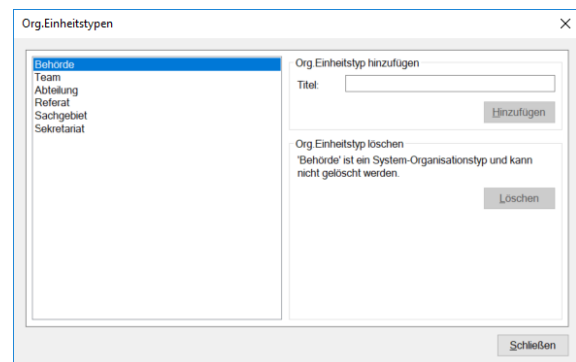 Org.Einheitstypen
Behörde
Team
Abteilung
Referat
Sachgebiet
Sekretariat
Org.Einheitstyp hinzufügen
Titel:
Hinzufügen
Org.Einheitstyp löschen
'Behörde' ist ein System-Organisationstyp und kann
nicht gelöscht werden.
Löschen
Schließen